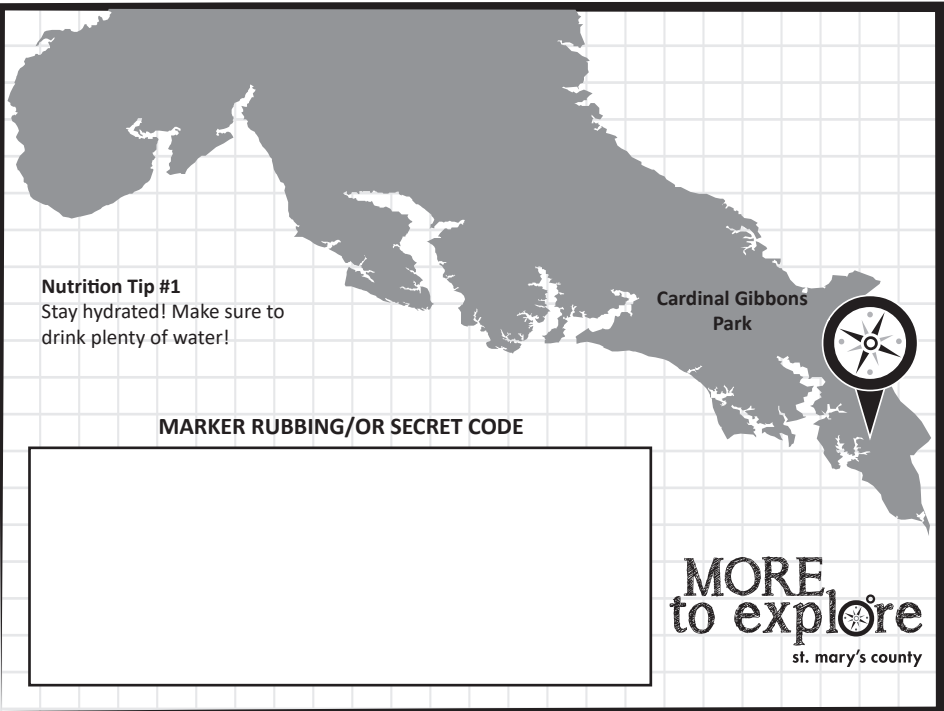 Cardinal Gibbons
Park
Nutrition Tip #1
Stay hydrated! Make sure to
drink plenty of water!
MARKER RUBBING/OR SECRET CODE
MORE
to explore
st. mary's county